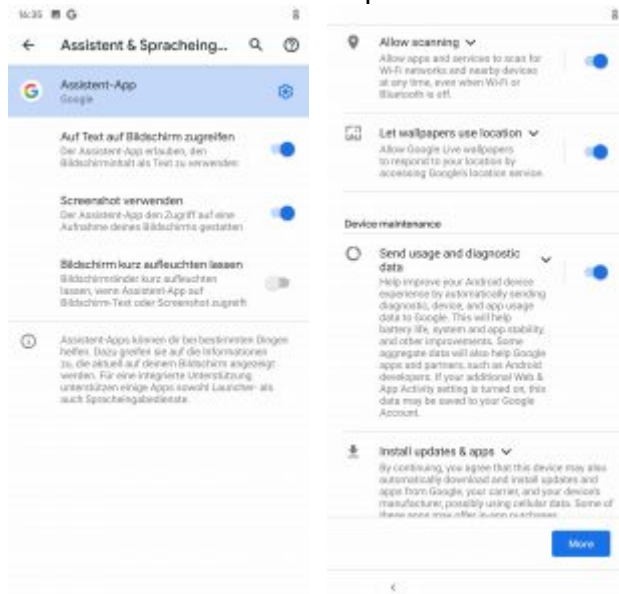 16:35 G
Assistent & Spracheing...
Assistent-App
Google
Auf Text auf Bildschirm zugreifen
Der Assistent-App erlauben, den
Bildschirminhalt als Text zu verwenden
Screenshot verwenden
Der Assistent-App den Zugriff auf eine
Aufnahme deines Bildschirms gestatten
Bildschirm kurz aufleuchten lassen
Bildschirmränder kurz aufleuchten
lassen, wenn Assistent-App auf
Bildschirm-Text oder Screenshot zugreift
Assistent-Apps können dir bei bestimmten Dingen
helfen. Dazu greifen sie auf die Informationen
zu, die aktuell auf deinem Bildschirm angezeigt
werden. Für eine integrierte Unterstützung
unterstützen einige Apps sowohl Launcher- als
auch Spracheingabedienste.
Allow scanning
Allow apps and services to scan for
Wi-Fi networks and nearby devices
at any time, even when Wi-Fi or
Bluetooth is off.
Let wallpapers use location
Allow Google Live wallpapers
to respond to your location by
accessing Google's location service.
Device maintenance
Send usage and diagnostic
data
Help improve your Android device
experience by automatically sending
diagnostic, device, and app usage
data to Google. This will help
battery life, system and app stability,
and other improvements. Some
aggregate data will also help Google
apps and partners, such as Android
developers. If your additional Web &
App Activity setting is turned on, this
data may be saved to your Google
Account.
Install updates & apps
By continuing, you agree that this device may also
automatically download and install updates and
apps from Google, your carrier, and your device's
manufacturer, possibly using cellular data. Some of
these apps may offer in-app purchases.
More